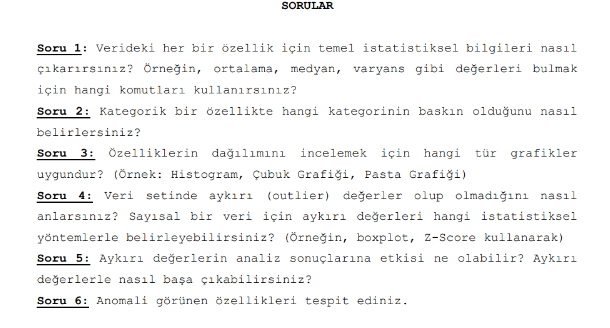 SORULAR
Soru 1: Verideki her bir özellik için temel istatistiksel bilgileri nasıl
çıkarırsınız? Örneğin, ortalama, medyan, varyans gibi değerleri bulmak
için hangi komutları kullanırsınız?
Soru 2: Kategorik bir özellikte hangi kategorinin baskın olduğunu nasıl
belirlersiniz?
Soru 3: Özelliklerin dağılımını incelemek için hangi tür grafikler
uygundur? (Örnek: Histogram, Çubuk Grafiği, Pasta Grafiği)
Soru 4: Veri setinde aykırı (outlier) değerler olup olmadığını nasıl
anlarsınız? Sayısal bir veri için aykırı değerleri hangi istatistiksel
yöntemlerle belirleyebilirsiniz? (Örneğin, boxplot, Z-Score kullanarak)
Soru 5: Aykırı değerlerin analiz sonuçlarına etkisi ne olabilir? Aykırı
değerlerle nasıl başa çıkabilirsiniz?
Soru 6: Anomali görünen özellikleri tespit ediniz.